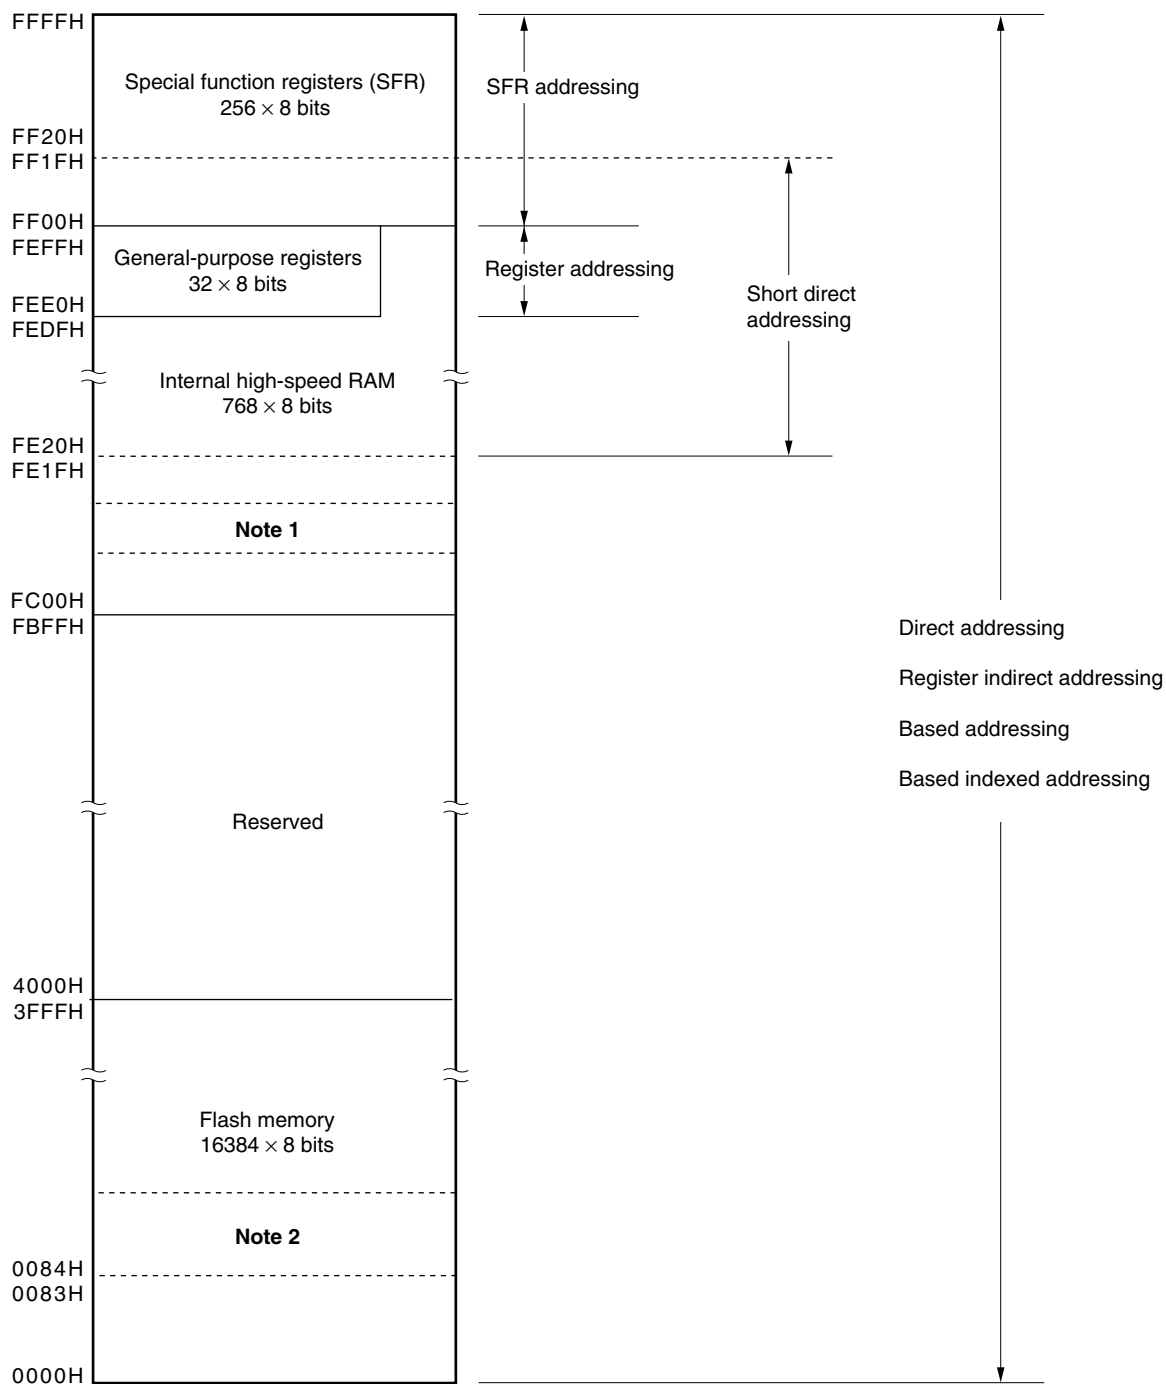 FFFFH
Special function registers (SFR)
256 × 8 bits
SFR addressing
FF20H
FF1FH
FF00H
FEFFH
General-purpose registers
32 × 8 bits
Register addressing
FEE0H
FEDFH
Short direct
addressing
Internal high-speed RAM
768 × 8 bits
FE20H
FE1FH
Note 1
FC00H
FBFFH
Direct addressing
Register indirect addressing
Based addressing
Based indexed addressing
Reserved
4000H
3FFFH
Flash memory
16384 × 8 bits
Note 2
0084H
0083H
0000H